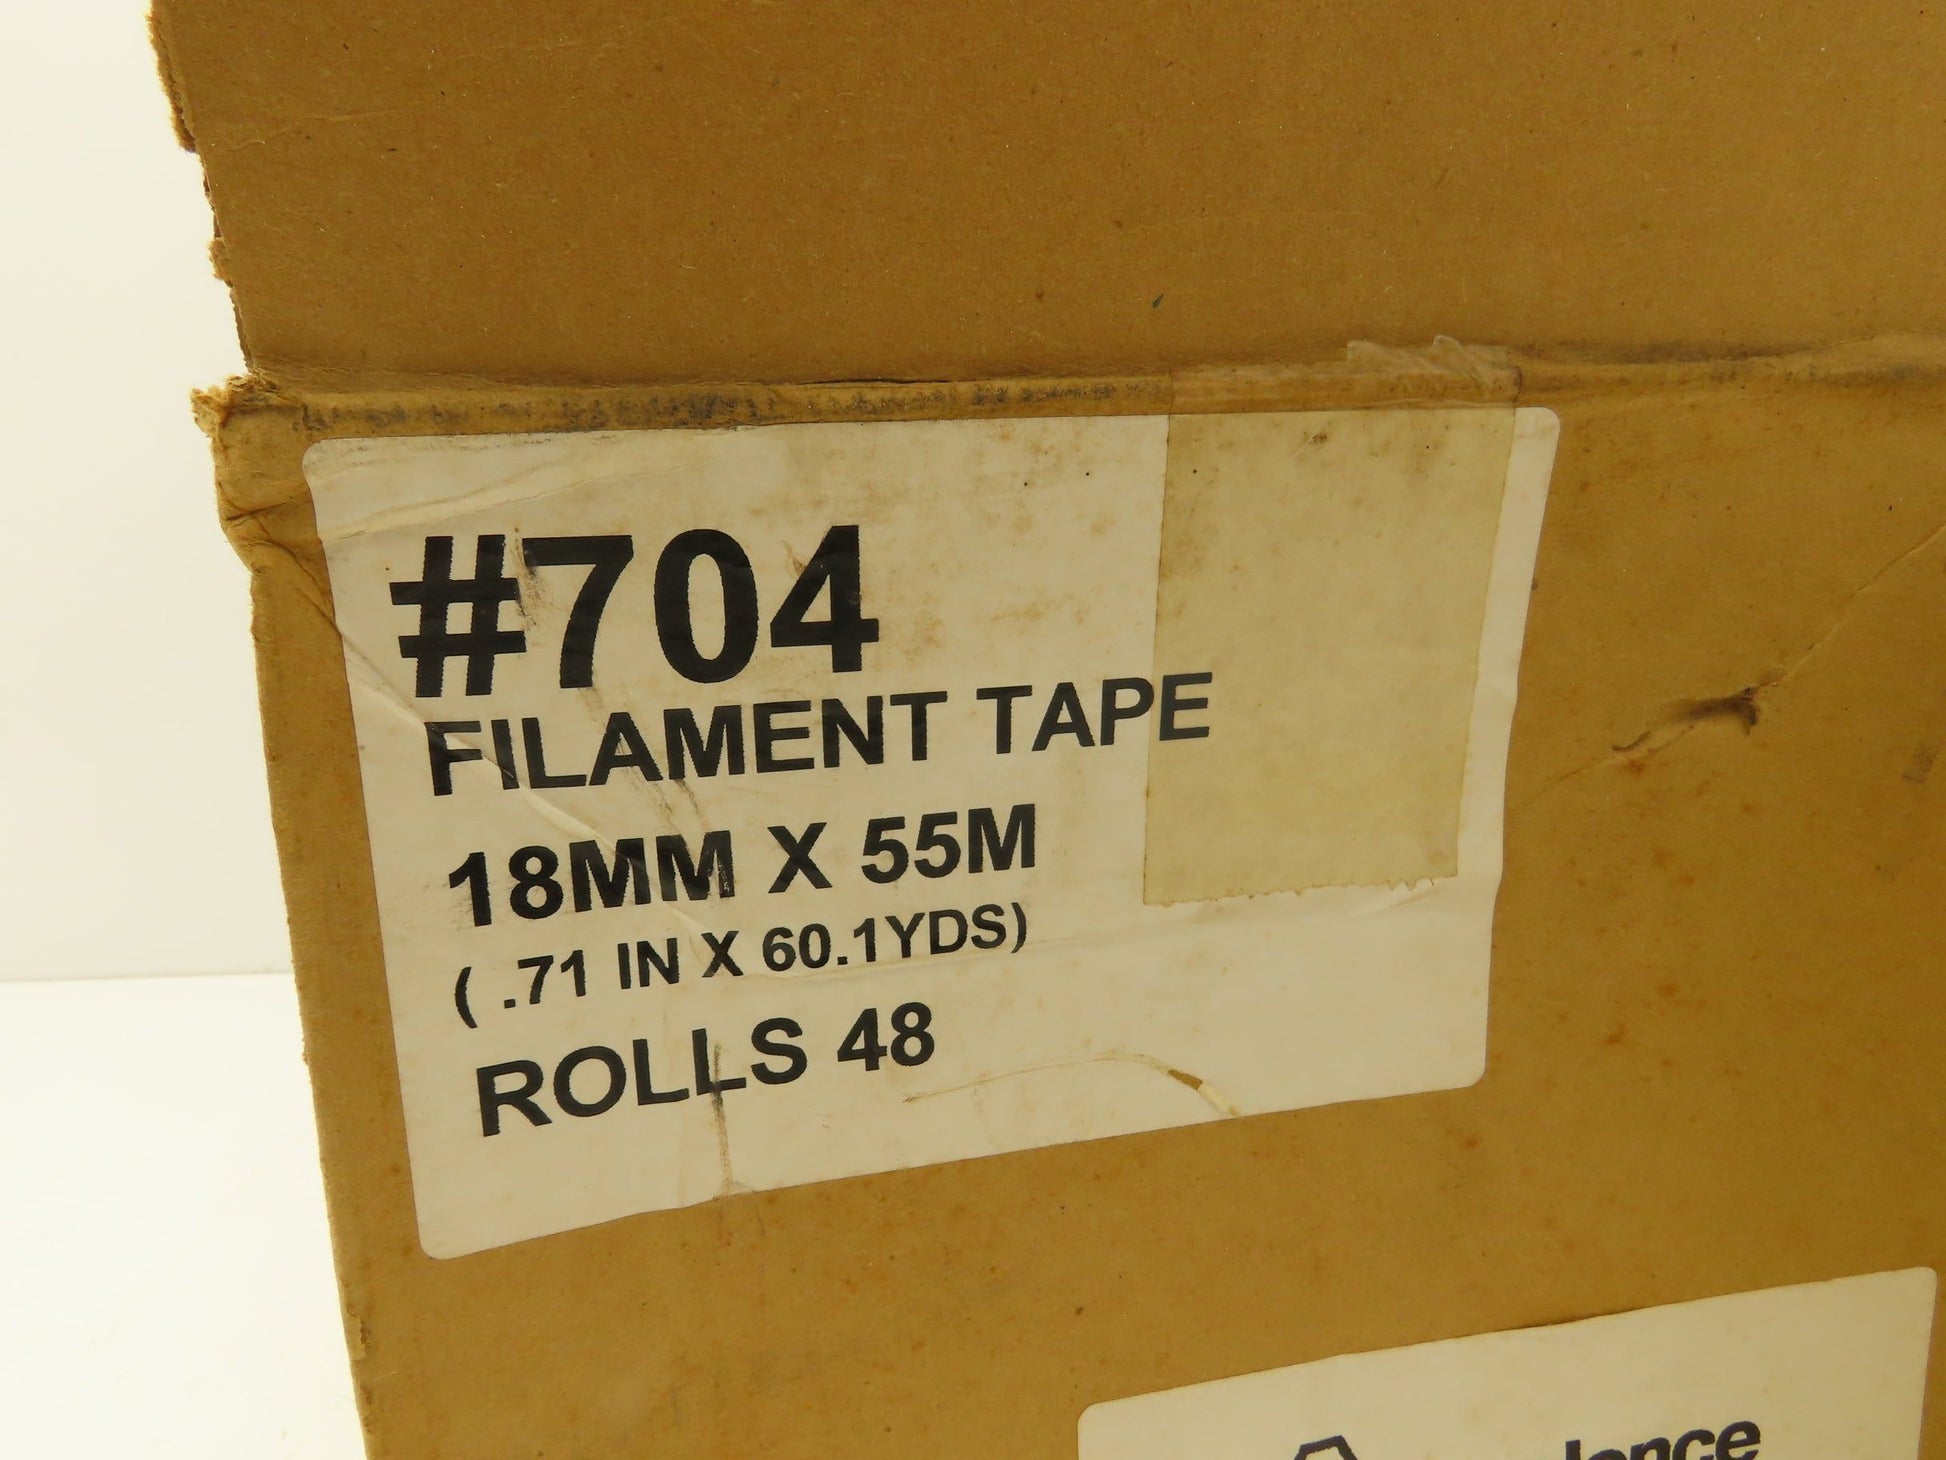 #704
FILAMENT TAPE
18MM X 55M
( .71 IN X 60.1YDS)
ROLLS 48